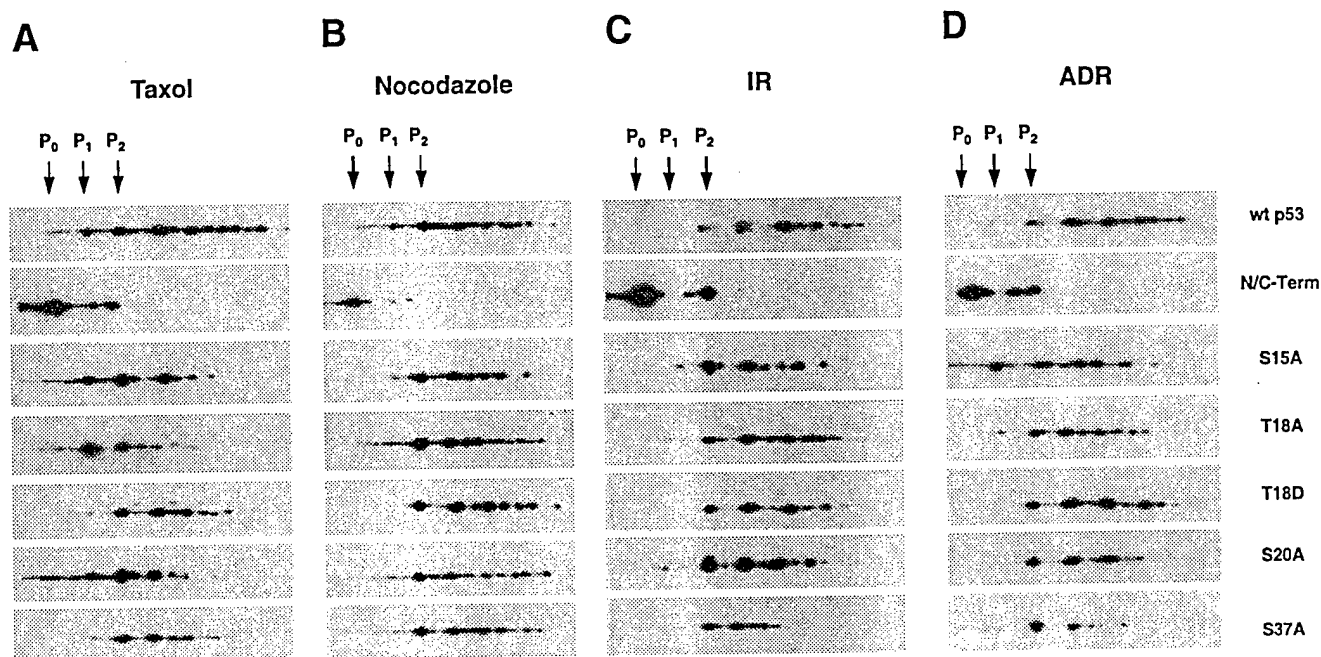 A
B
C
D
Taxol
Nocodazole
IR
ADR
P0 P1 P2
P0 P1 P2
P0 P1 P2
P0 P1 P2
wt p53
N/C-Term
S15A
T18A
T18D
S20A
S37A